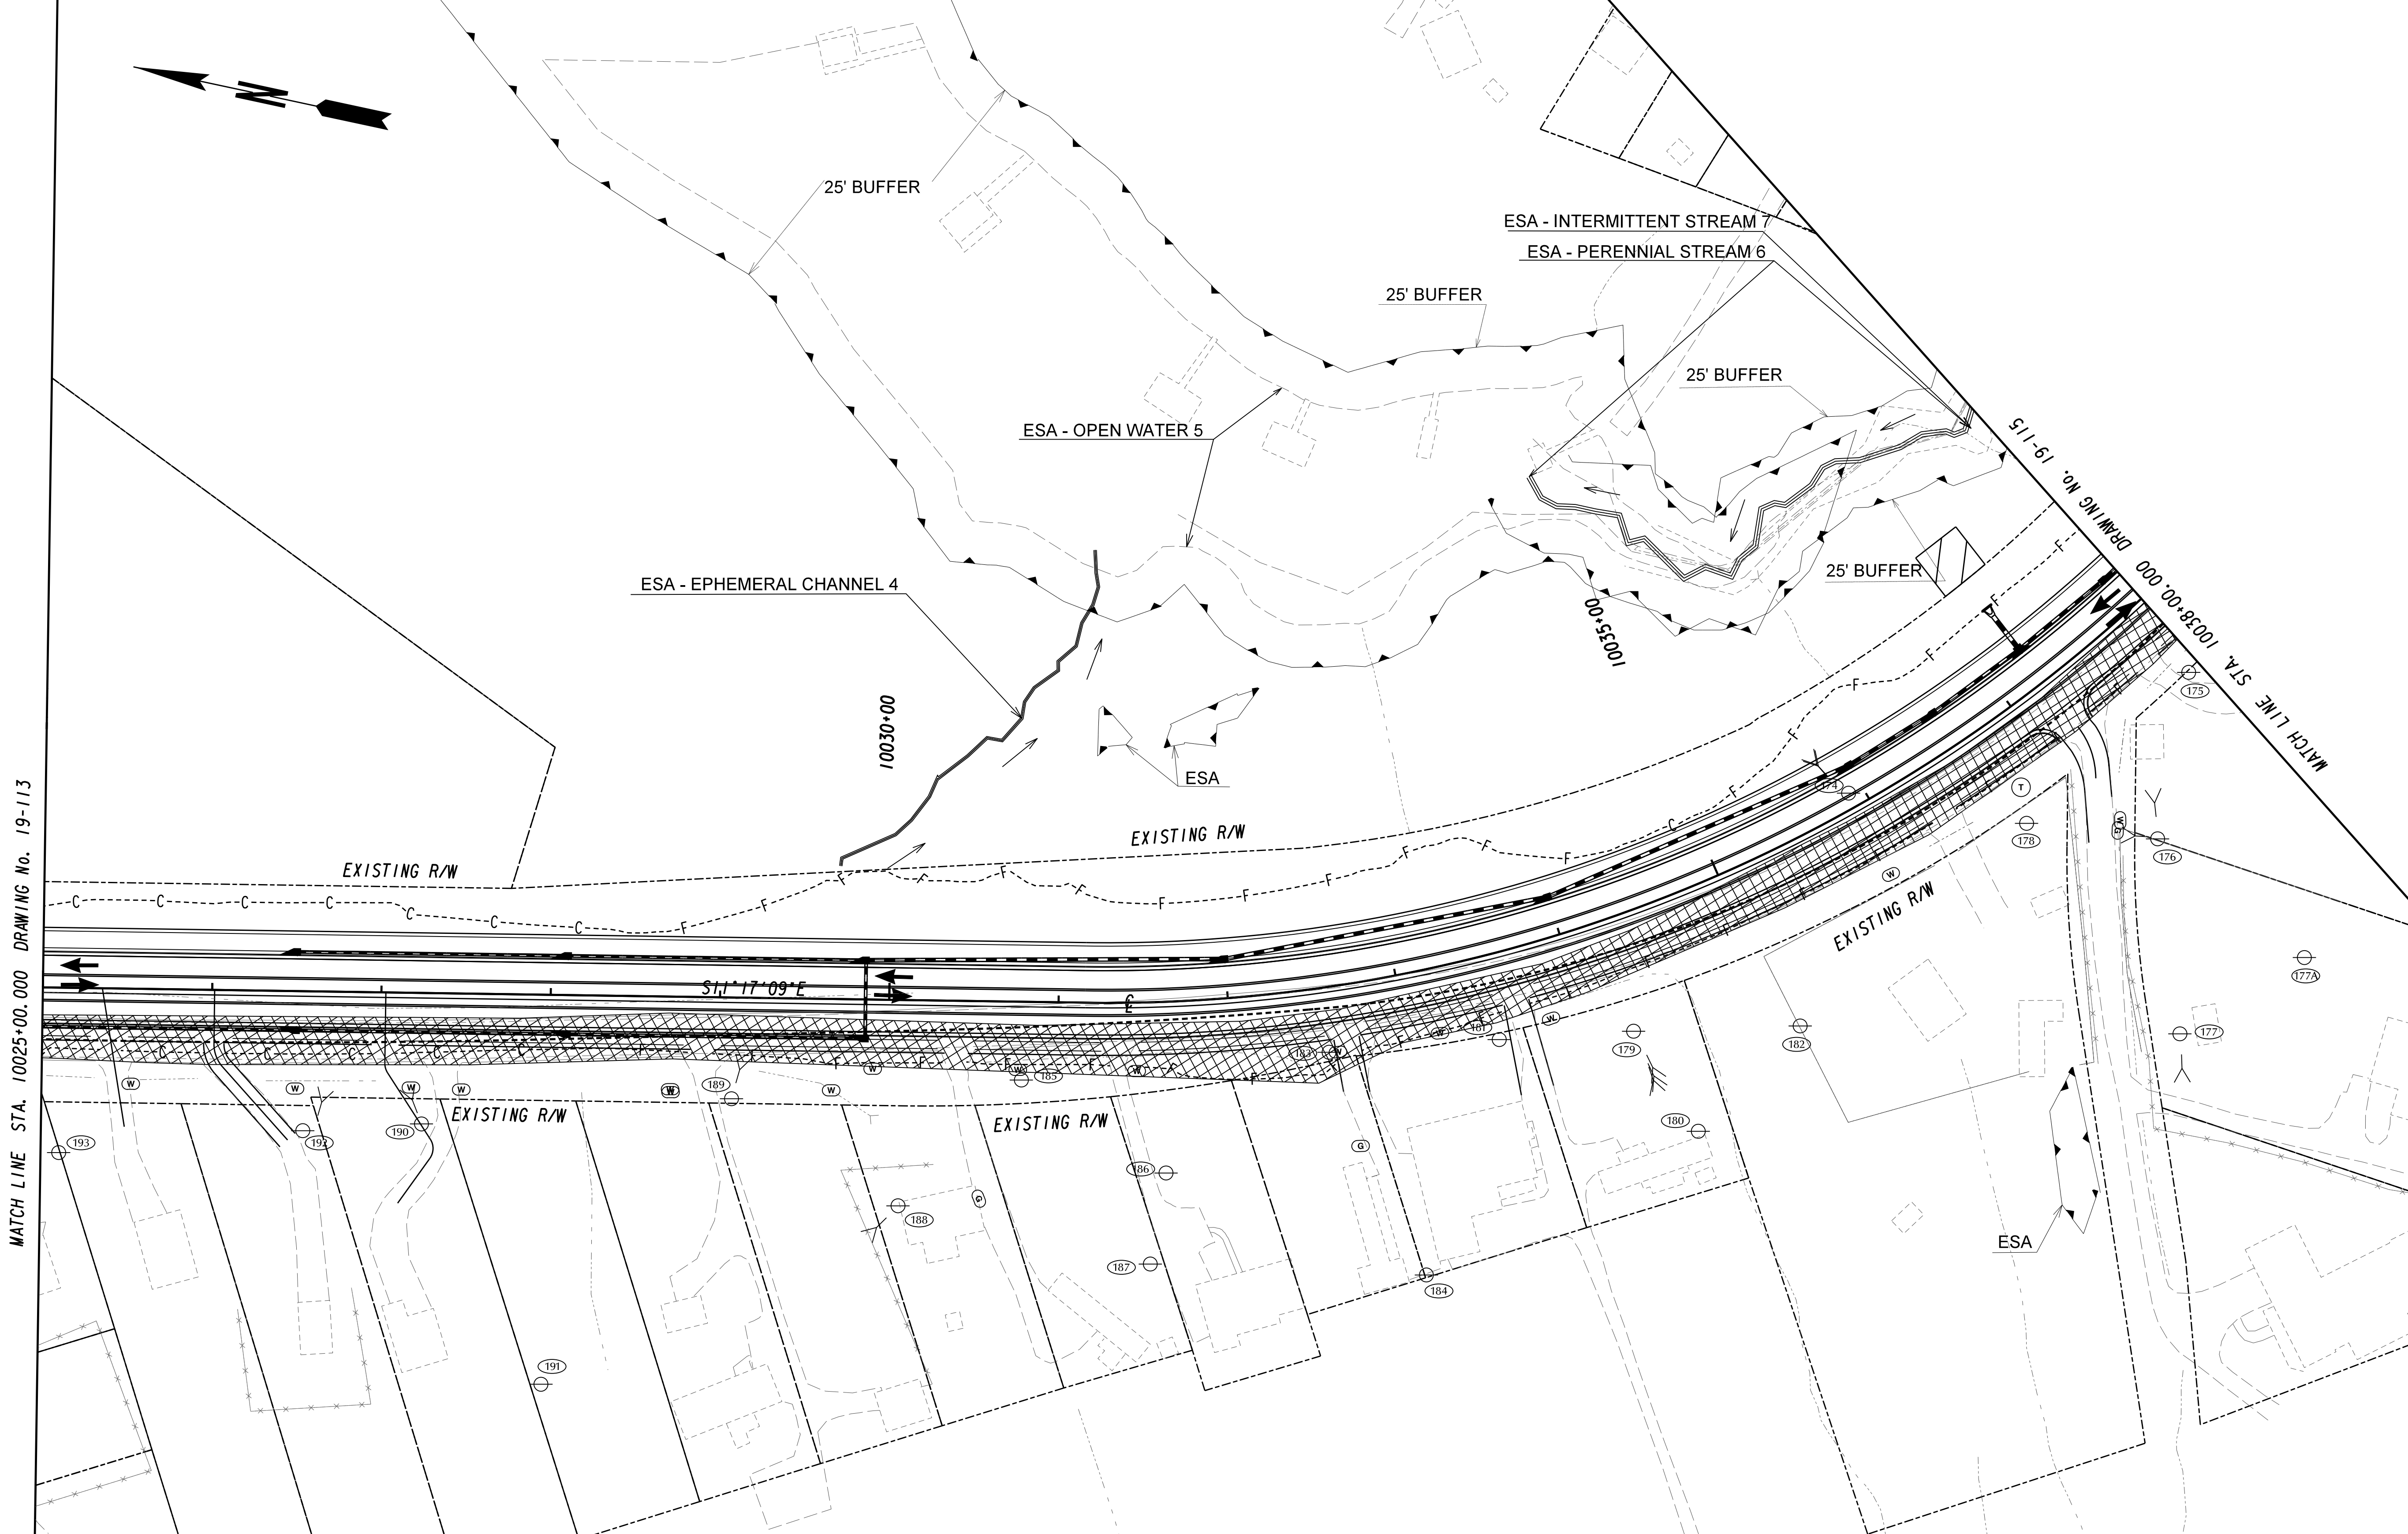 N
25' BUFFER
ESA - INTERMITTENT STREAM 7
ESA - PERENNIAL STREAM 6
25' BUFFER
25' BUFFER
ESA - OPEN WATER 5
25' BUFFER
ESA - EPHEMERAL CHANNEL 4
10030+00
10035+00
ESA
EXISTING R/W
EXISTING R/W
EXISTING R/W
EXISTING R/W
EXISTING R/W
S11°17'09"E
MATCH LINE STA. 10025+00.000 DRAWING No. 19-113
MATCH LINE STA. 10038+00.000 DRAWING No. 19-115
ESA
C C C C C C C F F F F F F F F F F F F C F F F F F F
W W W W W W W W W W W W W
G G W G T
174
175
176
177
177A
178
179
180
181
182
183
184
185
186
187
188
189
190
191
192
193